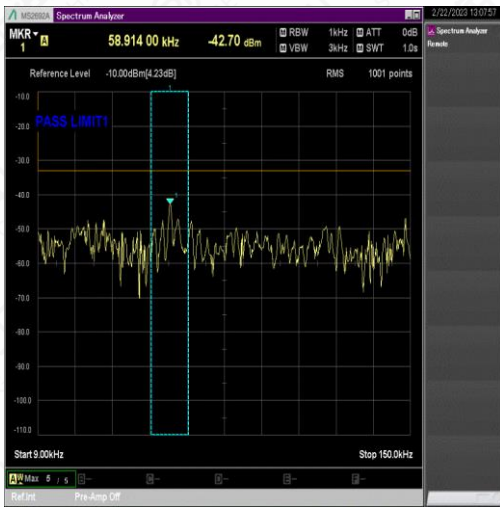 MS2692A Spectrum Analyzer
2/22/2023 13:07:57
MKR 1 A 58.914 00 kHz -42.70 dBm
M RBW 1kHz M ATT 0dB
M VBW 3kHz M SWT 1.0s
Spectrum Analyzer
Remote
Reference Level -10.00dBm[4.23dB] RMS 1001 points
1
-10.0
PASS LIMIT1
-20.0
-30.0
-40.0
1
-50.0
-60.0
-70.0
-80.0
-90.0
-100.0
-110.0
Start 9.00kHz Stop 150.0kHz
A W Max 5 / 5
Ref.Int Pre-Amp Off